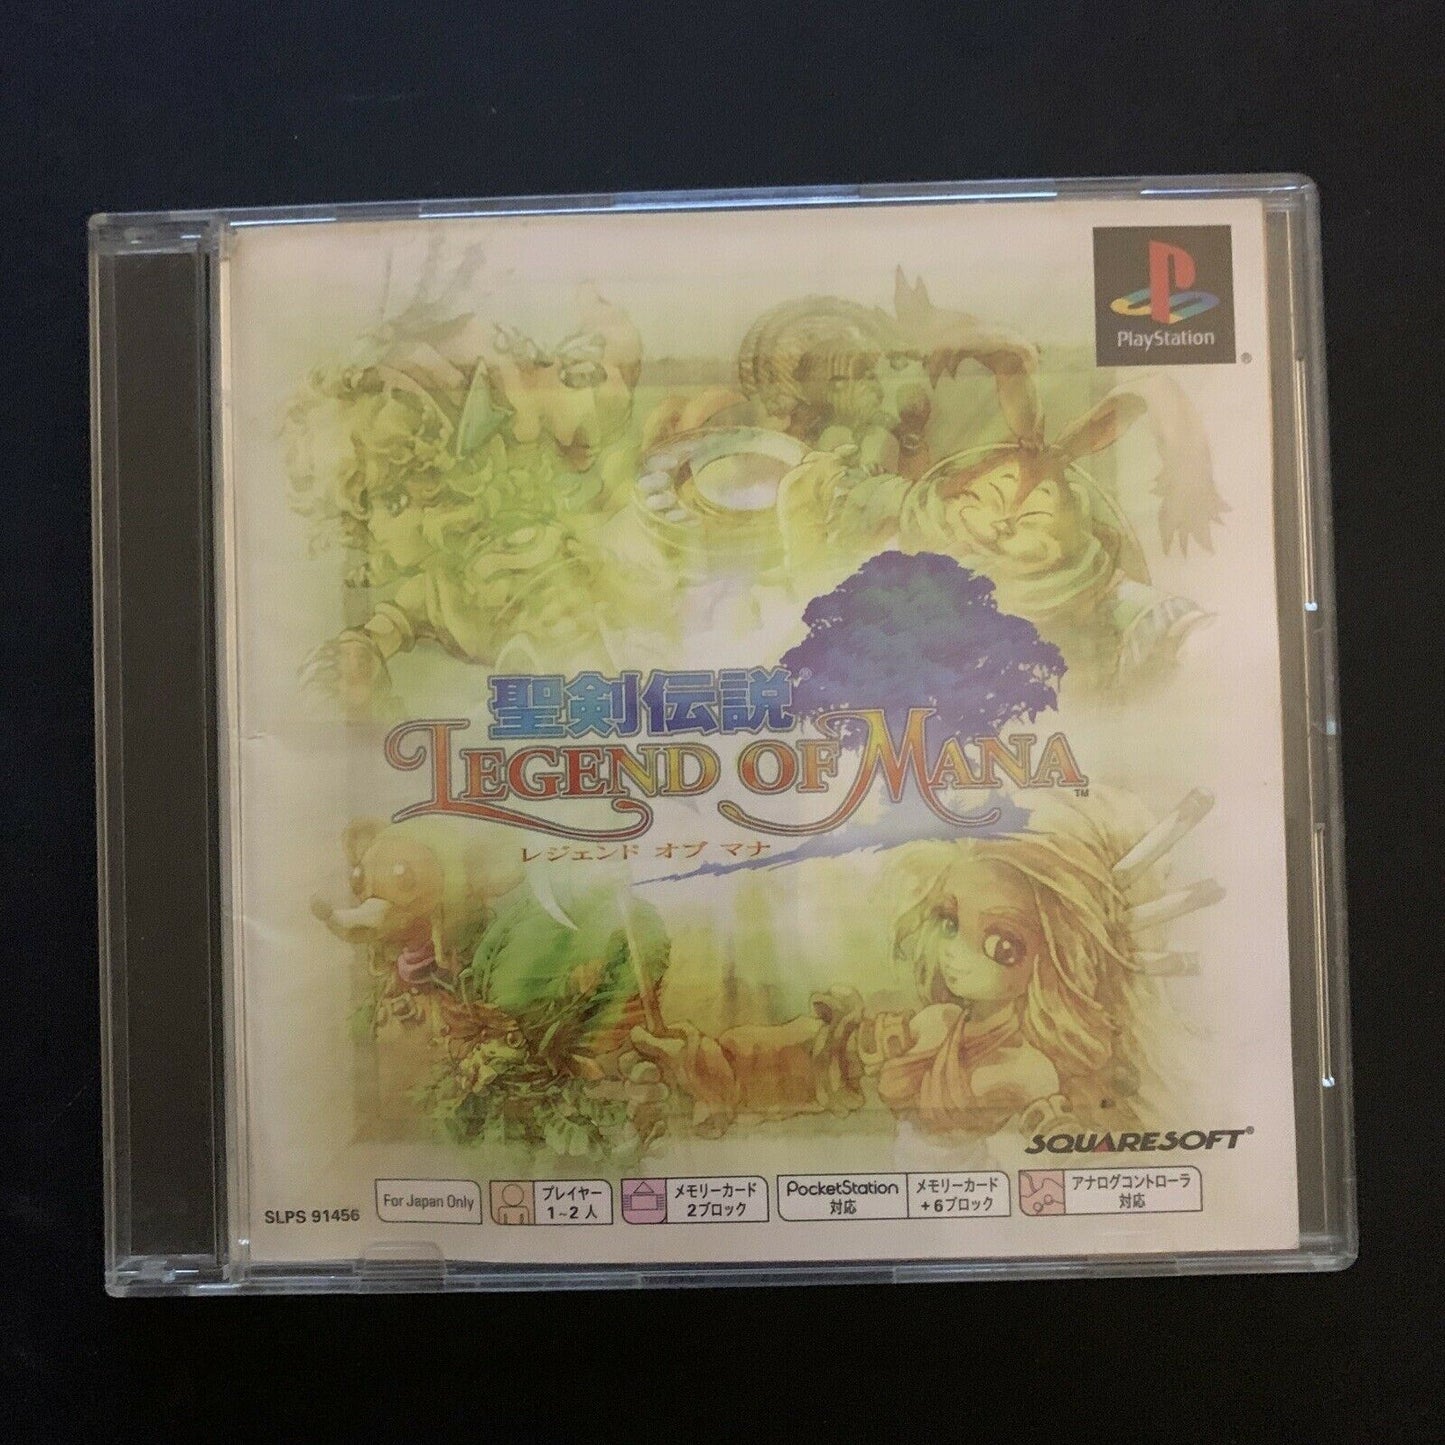 PlayStation
®
聖剣伝説®
LEGEND OF MANA™
レジェンド オブ マナ
SQUARESOFT®
SLPS 91456
For Japan Only
プレイヤー
1~2人
メモリーカード
2ブロック
PocketStation
対応
メモリーカード
+6ブロック
アナログコントローラ
対応